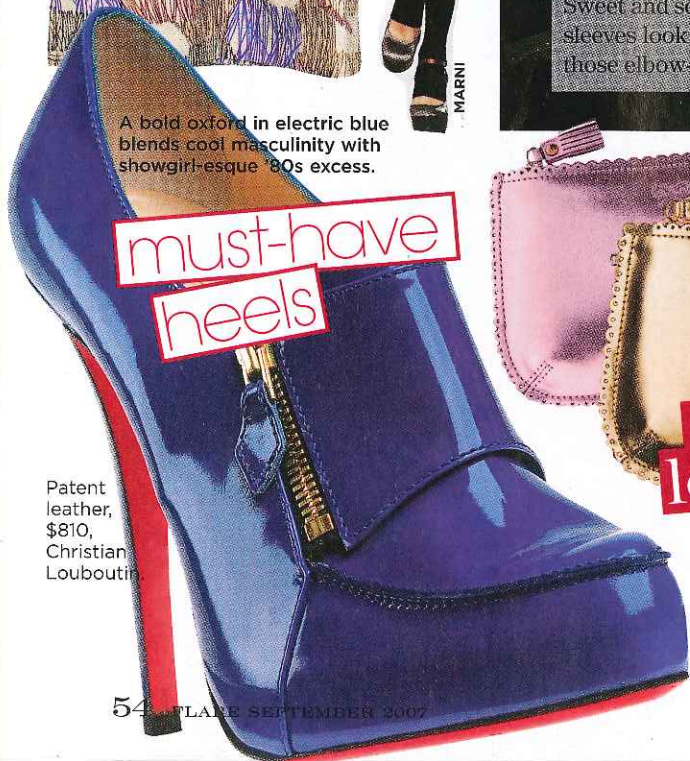 Sweet and so
sleeves look
those elbow-
MARNI
A bold oxford in electric blue
blends cool masculinity with
showgirl-esque '80s excess.
must-have
heels
Patent
leather,
$810,
Christian
Louboutin.
54 FLARE SEPTEMBER 2007